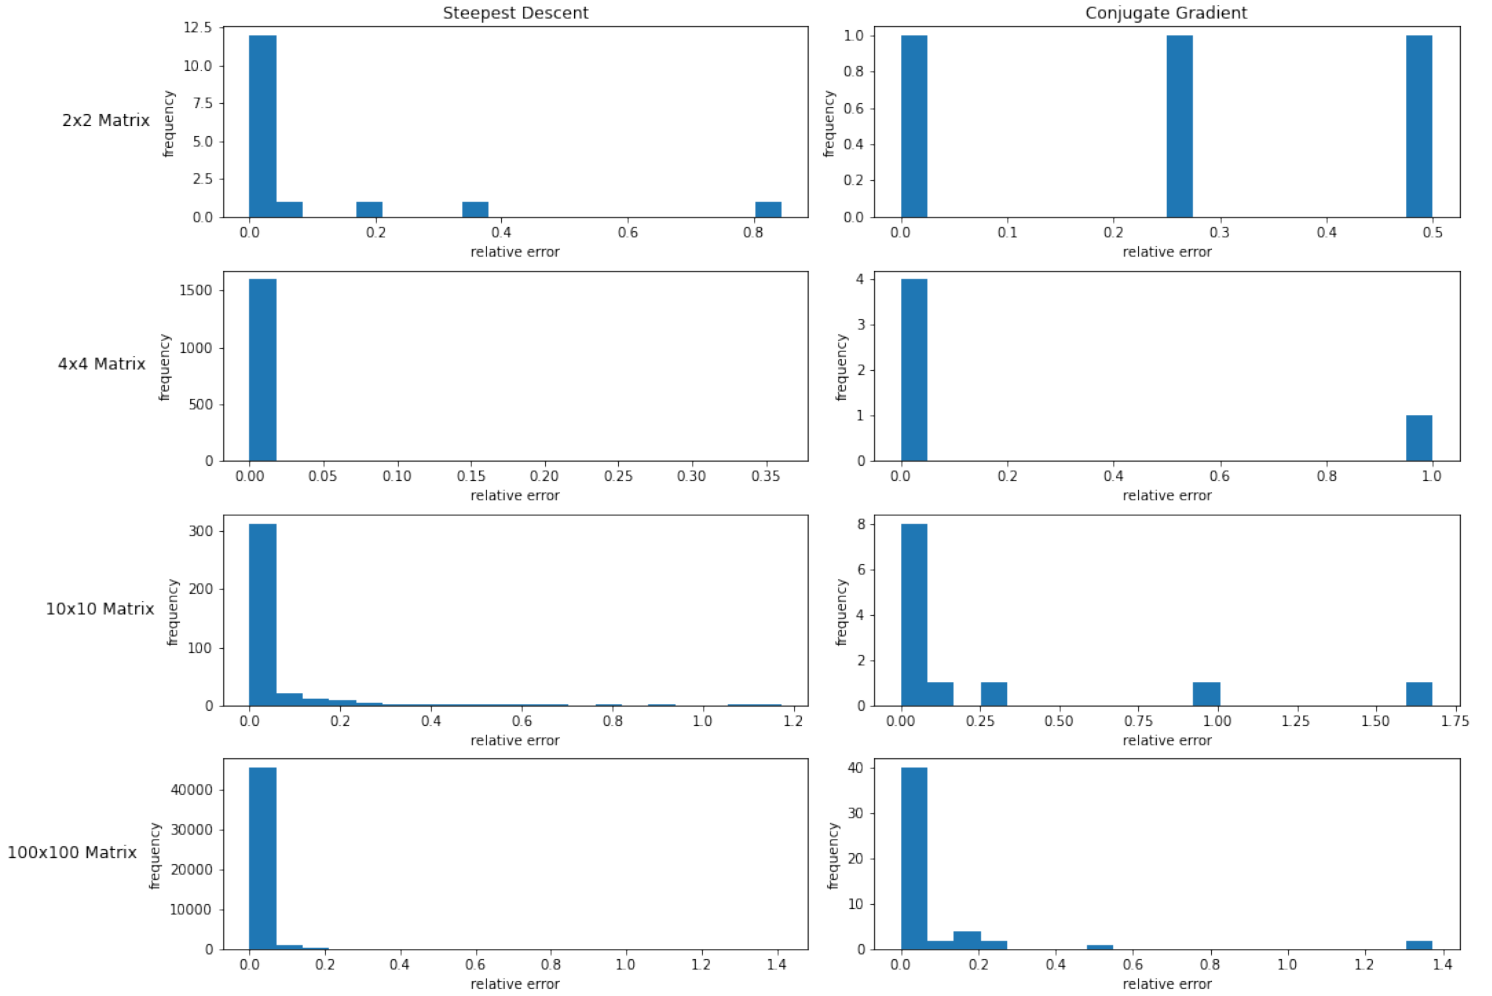 Steepest Descent
Conjugate Gradient
2x2 Matrix
frequency
12.5
10.0
7.5
5.0
2.5
0.0
0.0 0.2 0.4 0.6 0.8
relative error
frequency
1.0
0.8
0.6
0.4
0.2
0.0
0.0 0.1 0.2 0.3 0.4 0.5
relative error
4x4 Matrix
frequency
1500
1000
500
0
0.00 0.05 0.10 0.15 0.20 0.25 0.30 0.35
relative error
frequency
4
3
2
1
0
0.0 0.2 0.4 0.6 0.8 1.0
relative error
10x10 Matrix
frequency
300
200
100
0
0.0 0.2 0.4 0.6 0.8 1.0 1.2
relative error
frequency
8
6
4
2
0
0.00 0.25 0.50 0.75 1.00 1.25 1.50 1.75
relative error
100x100 Matrix
frequency
40000
30000
20000
10000
0
0.0 0.2 0.4 0.6 0.8 1.0 1.2 1.4
relative error
frequency
40
30
20
10
0
0.0 0.2 0.4 0.6 0.8 1.0 1.2 1.4
relative error